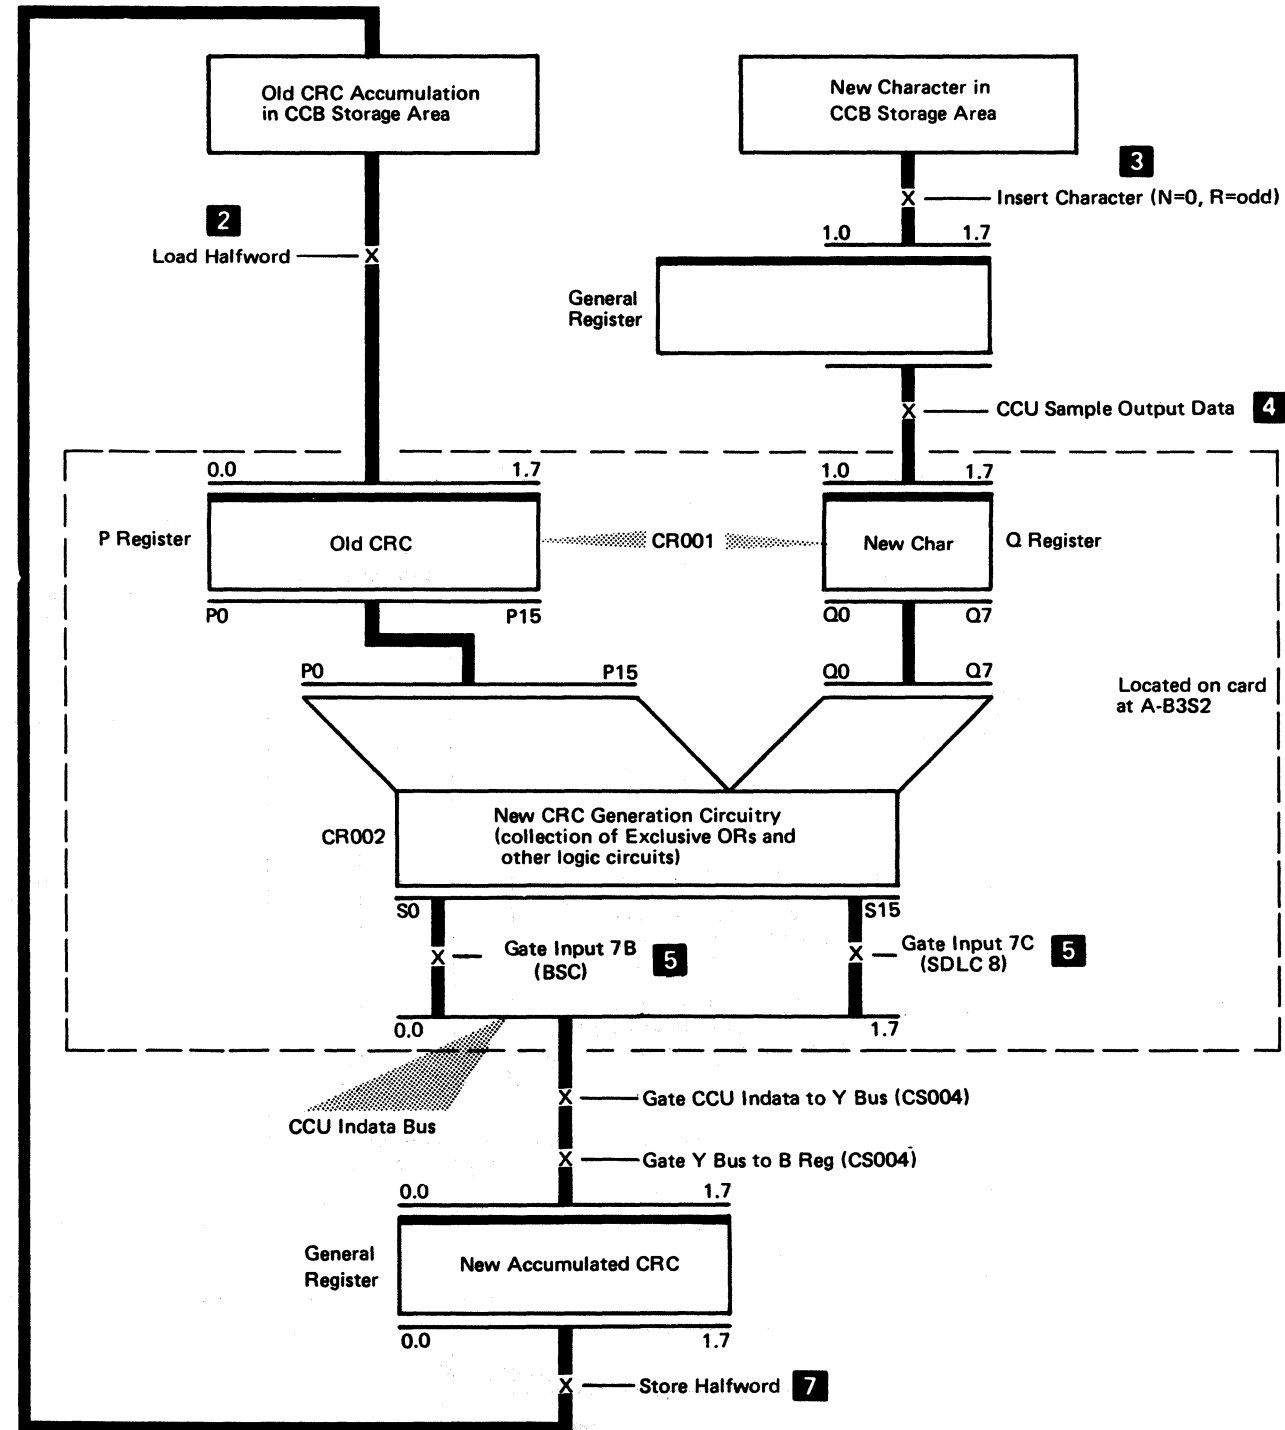 Old CRC Accumulation
in CCB Storage Area
New Character in
CCB Storage Area
3
Insert Character (N=0, R=odd)
2
Load Halfword
X
X
1.0 1.7
General
Register
X
CCU Sample Output Data 4
0.0 1.7
1.0 1.7
P Register
Old CRC
CR001
New Char
Q Register
P0 P15
Q0 Q7
P0 P15
Q0 Q7
Located on card
at A-B3S2
CR002
New CRC Generation Circuitry
(collection of Exclusive ORs and
other logic circuits)
S0 S15
X
Gate Input 7B
(BSC)
5
X
Gate Input 7C
(SDLC 8)
5
0.0 1.7
CCU Indata Bus
X
Gate CCU Indata to Y Bus (CS004)
X
Gate Y Bus to B Reg (CS004)
0.0 1.7
General
Register
New Accumulated CRC
0.0 1.7
X
Store Halfword 7